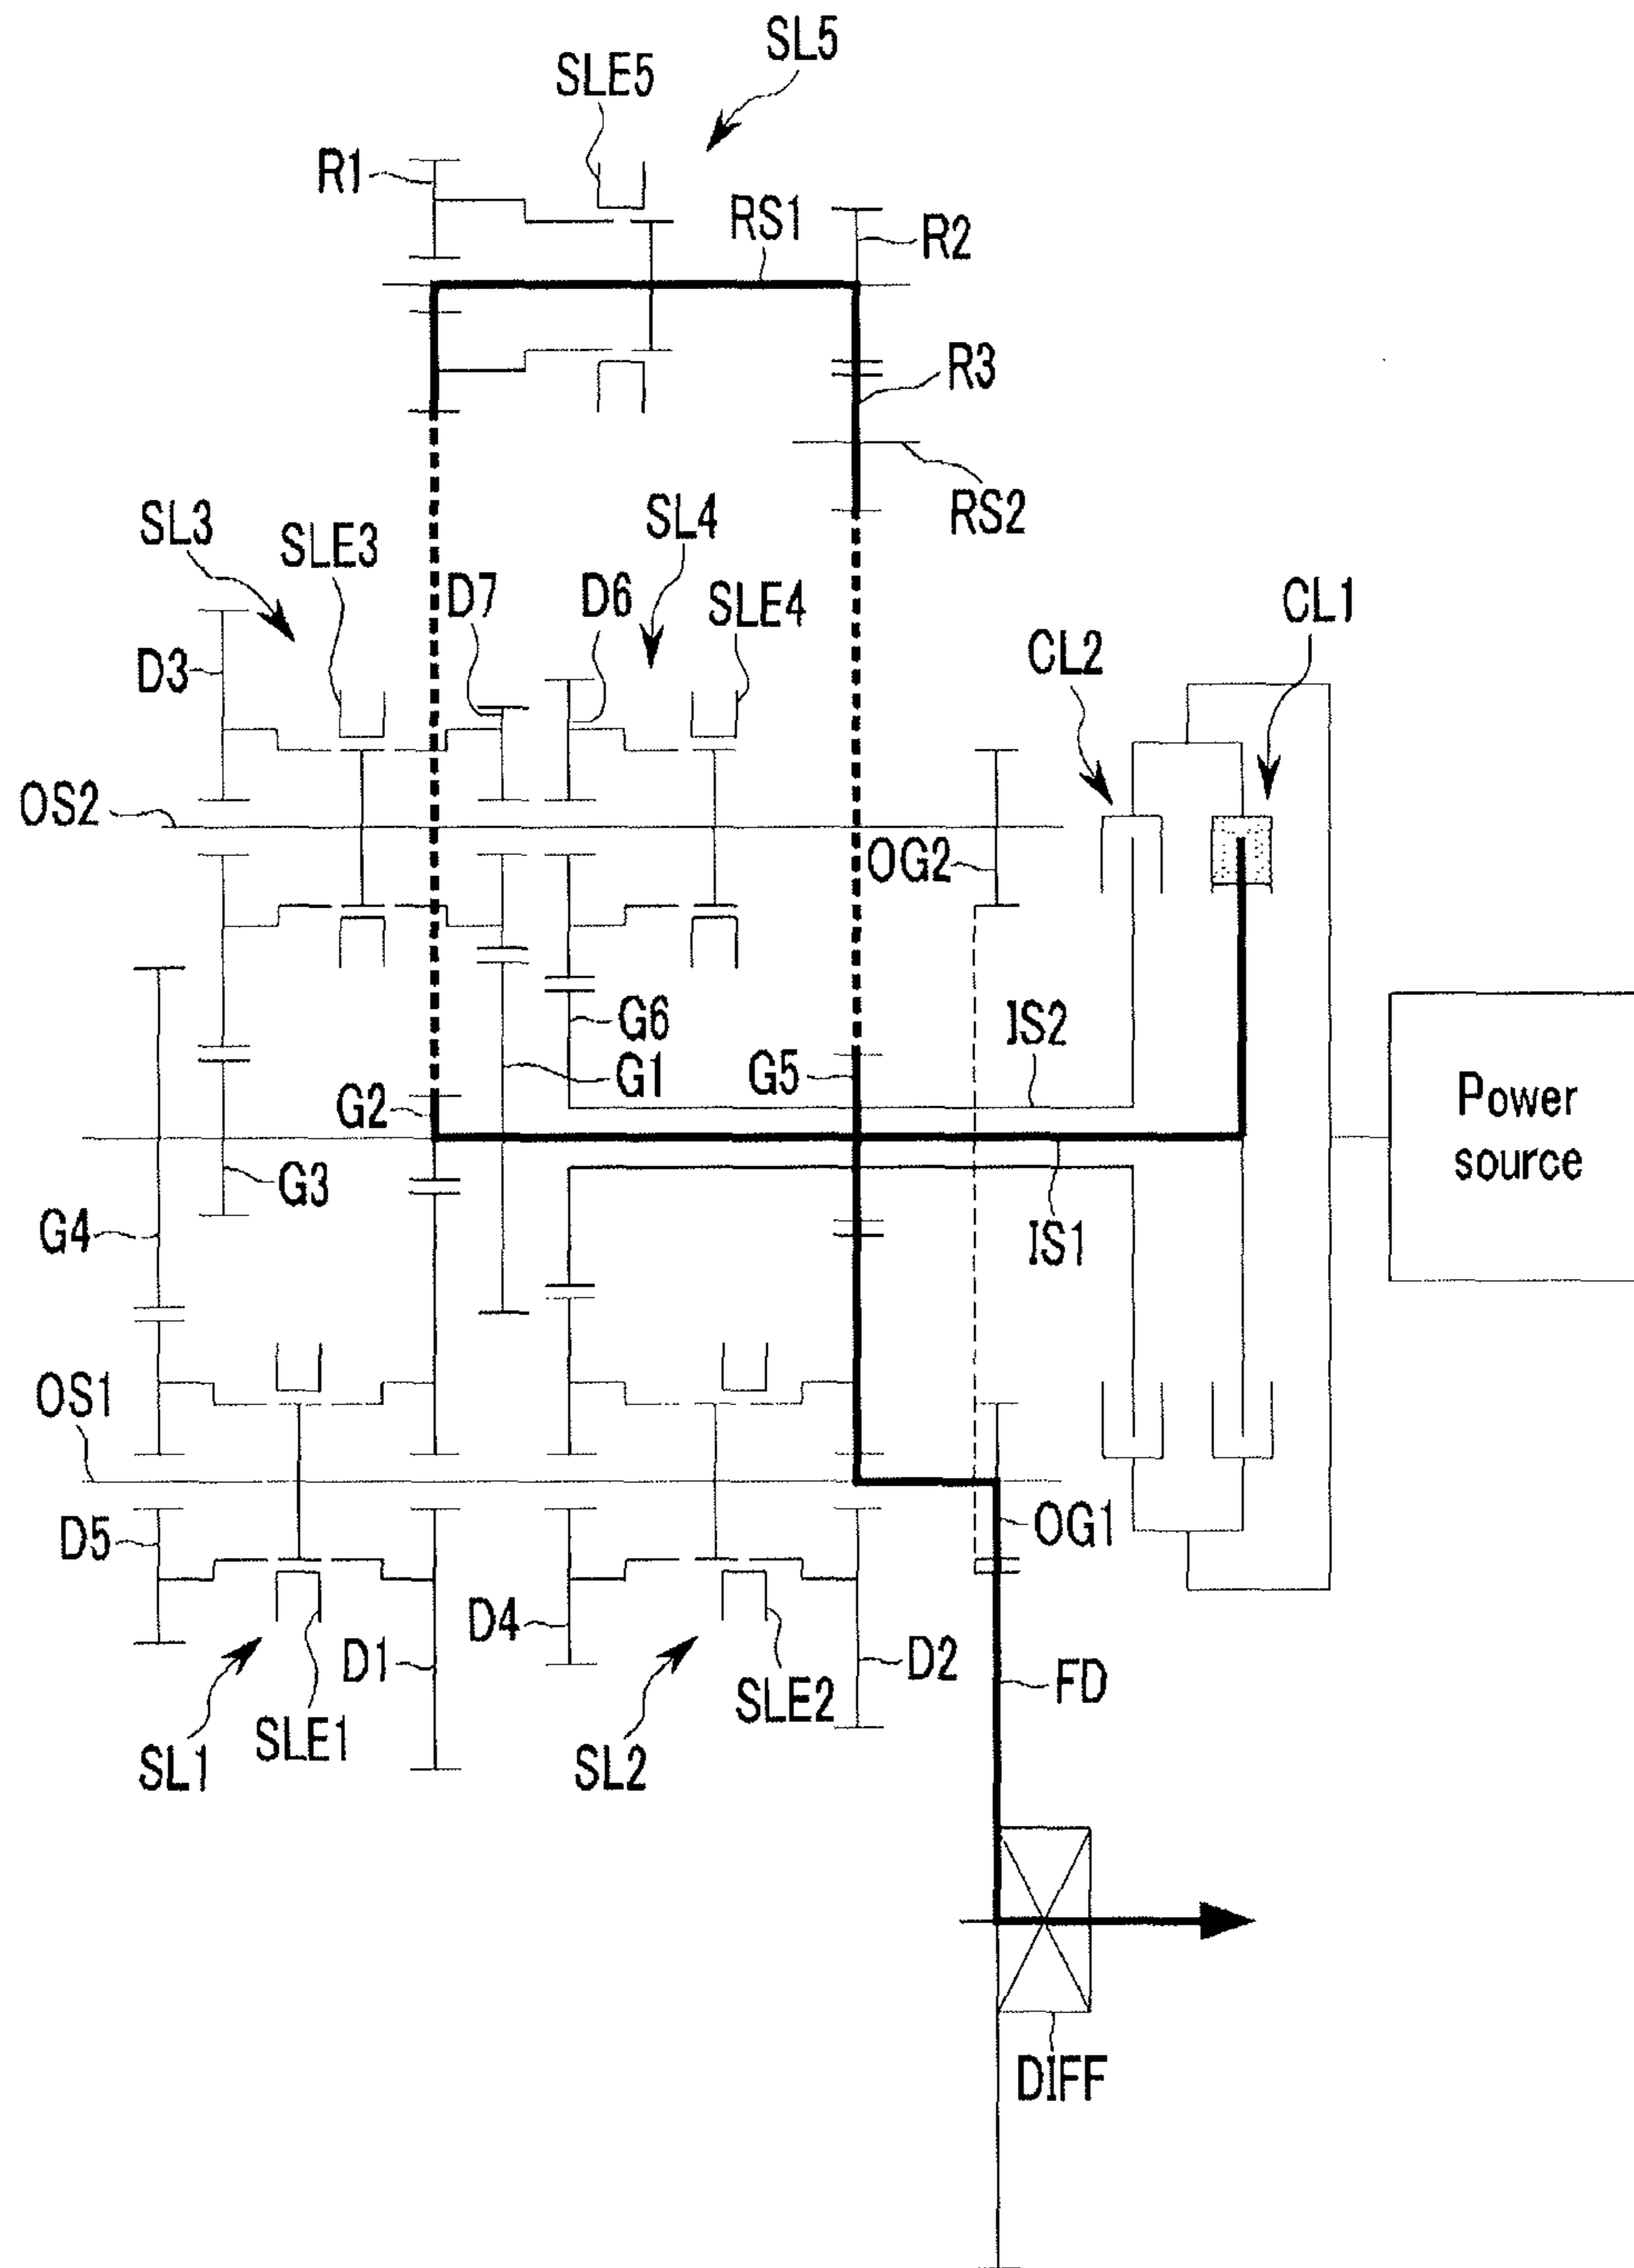 SL5
SLE5
R1
RS1
R2
R3
RS2
SL3
SLE3
D7
D6
SL4
SLE4
CL1
CL2
D3
OS2
OG2
G6
G1
G5
IS2
G2
G3
G4
IS1
Power
source
OS1
D5
OG1
D4
D1
D2
FD
SL1
SLE1
SL2
SLE2
DIFF